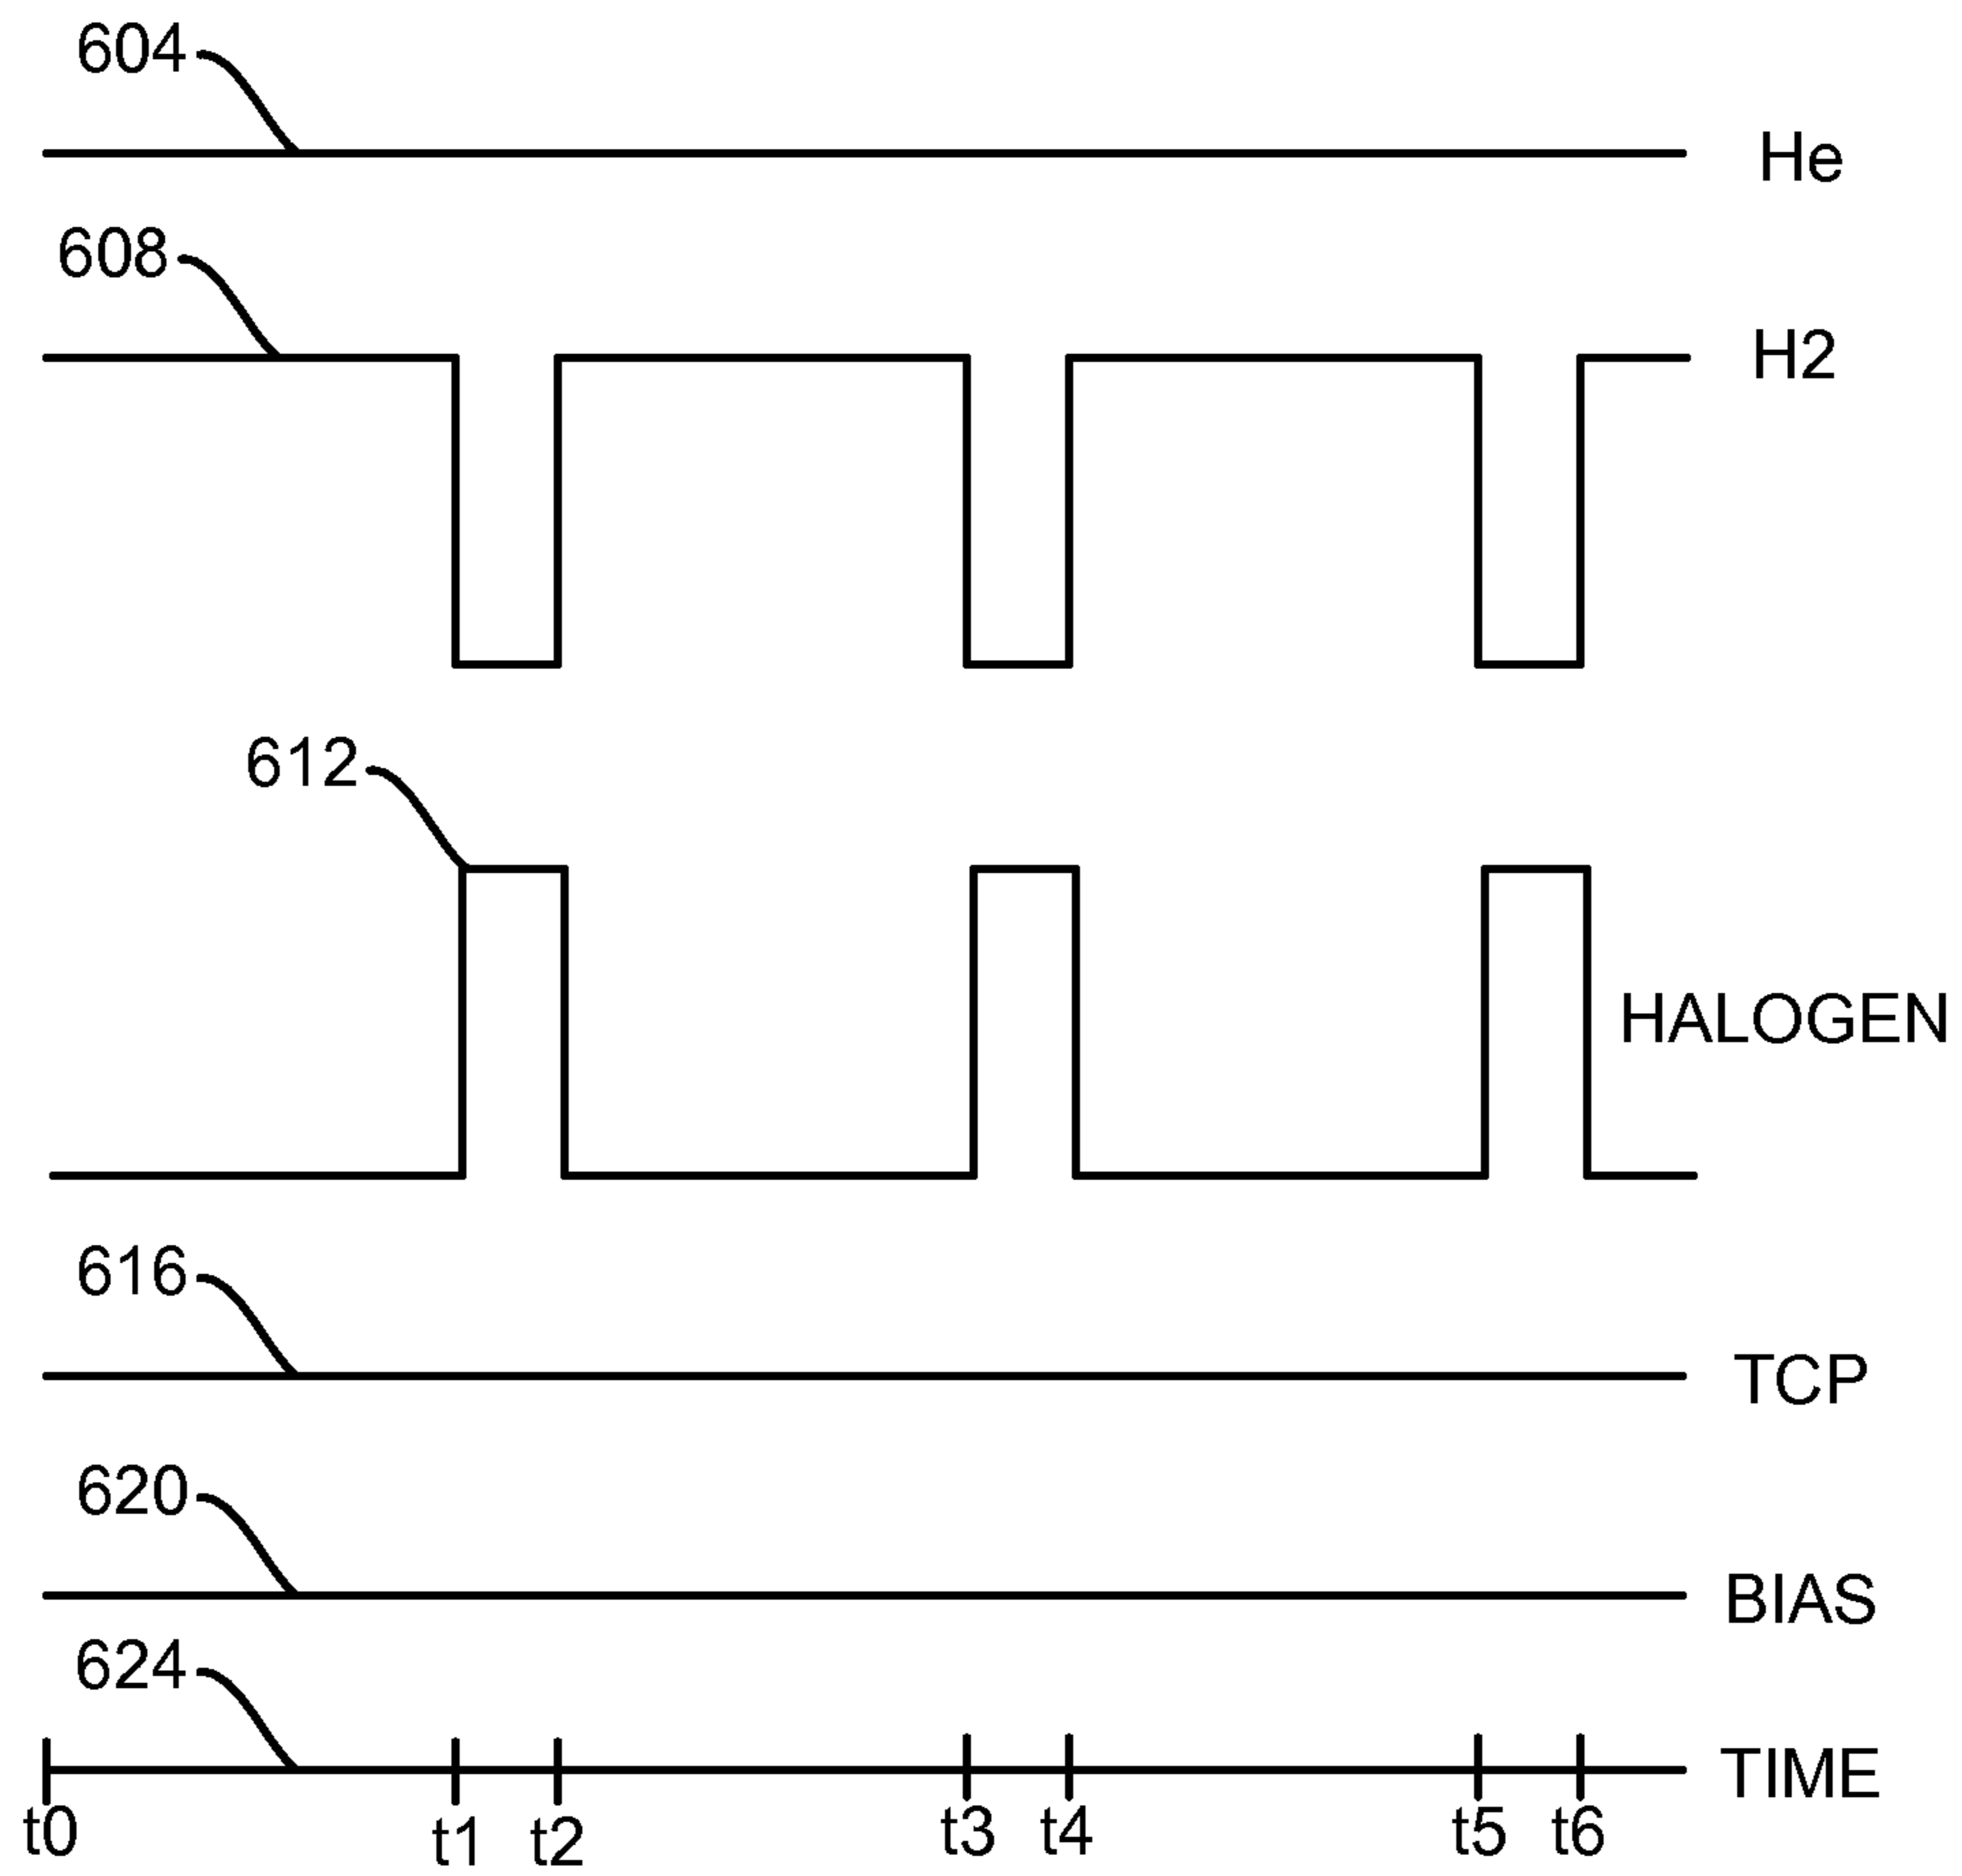 604
He
608
H2
612
HALOGEN
616
TCP
620
BIAS
624
TIME
t0 t1 t2 t3 t4 t5 t6